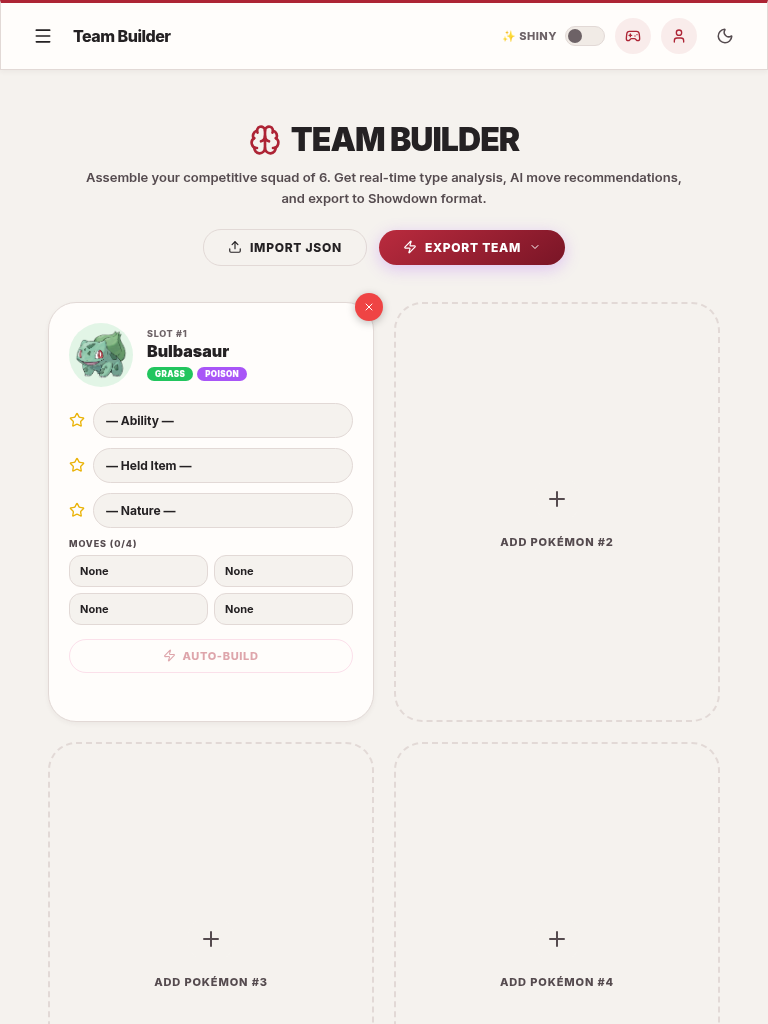 Team Builder
✨ SHINY
TEAM BUILDER
Assemble your competitive squad of 6. Get real-time type analysis, AI move recommendations,
and export to Showdown format.
IMPORT JSON
EXPORT TEAM
SLOT #1
Bulbasaur
GRASS POISON
— Ability —
— Held Item —
— Nature —
MOVES (0/4)
None None
None None
AUTO-BUILD
ADD POKÉMON #2
ADD POKÉMON #3
ADD POKÉMON #4